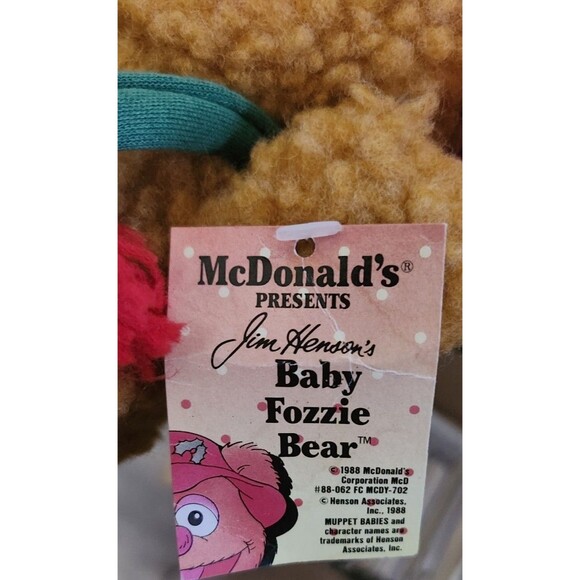 McDonald's®
PRESENTS
Jim Henson's
Baby
Fozzie
Bear™
© 1988 McDonald's
Corporation McD
#88-062 FC MCDY-702
© Henson Associates,
Inc., 1988
MUPPET BABIES and
character names are
trademarks of Henson
Associates, Inc.